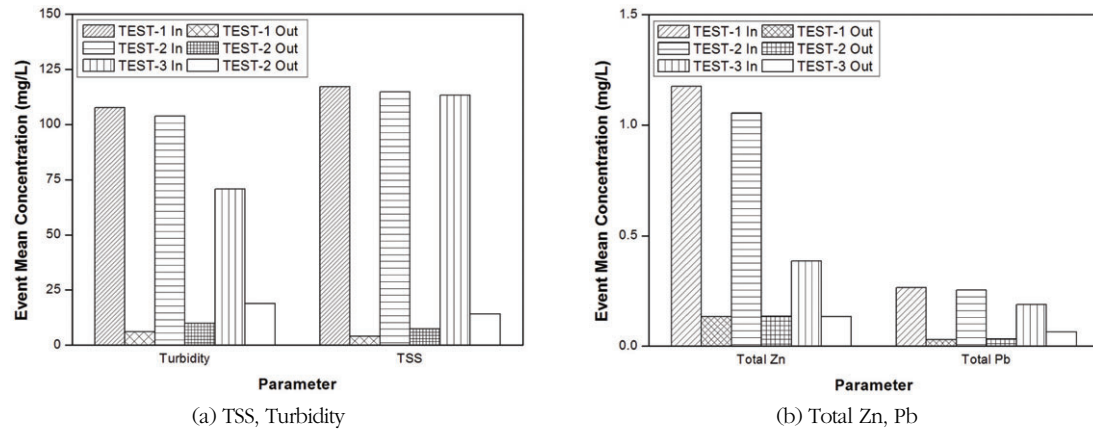 150
125
100
75
50
25
0
Event Mean Concentration (mg/L)
TEST-1 In TEST-1 Out
TEST-2 In TEST-2 Out
TEST-3 In TEST-2 Out
Turbidity TSS
Parameter
(a) TSS, Turbidity
1.5
1.0
0.5
0.0
Event Mean Concentration (mg/L)
TEST-1 In TEST-1 Out
TEST-2 In TEST-2 Out
TEST-3 In TEST-3 Out
Total Zn Total Pb
Parameter
(b) Total Zn, Pb